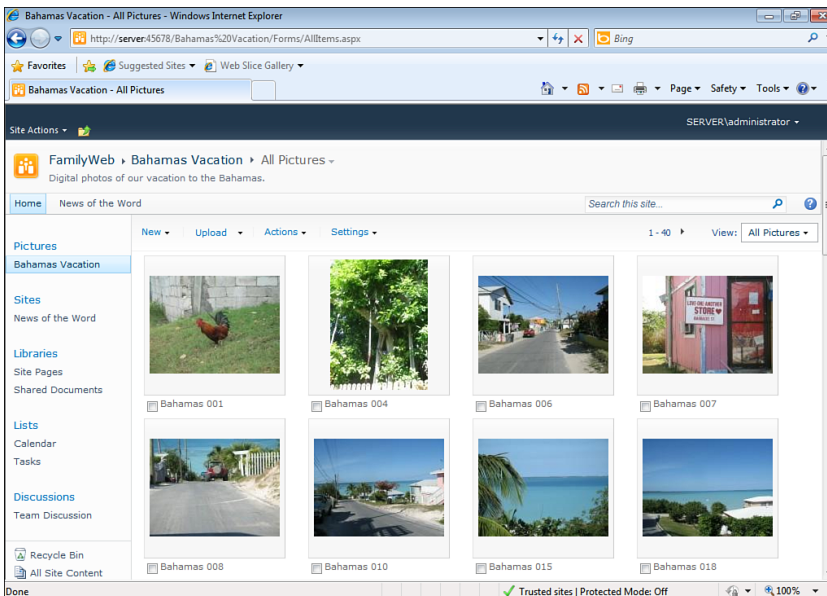 Bahamas Vacation - All Pictures - Windows Internet Explorer
http://server:45678/Bahamas%20Vacation/Forms/AllItems.aspx
Bing
Favorites
Suggested Sites
Web Slice Gallery
Bahamas Vacation - All Pictures
Page
Safety
Tools
SERVER\administrator
Site Actions
FamilyWeb
Bahamas Vacation
All Pictures
Digital photos of our vacation to the Bahamas.
Home
News of the Word
Search this site...
New
Upload
Actions
Settings
1 - 40
View:
All Pictures
Pictures
Bahamas Vacation
Sites
News of the Word
Libraries
Site Pages
Shared Documents
Lists
Calendar
Tasks
Discussions
Team Discussion
Recycle Bin
All Site Content
LOVE ONE ANOTHER
STORE
Bahamas 001
Bahamas 004
Bahamas 006
Bahamas 007
Bahamas 008
Bahamas 010
Bahamas 015
Bahamas 018
Done
Trusted sites | Protected Mode: Off
100%